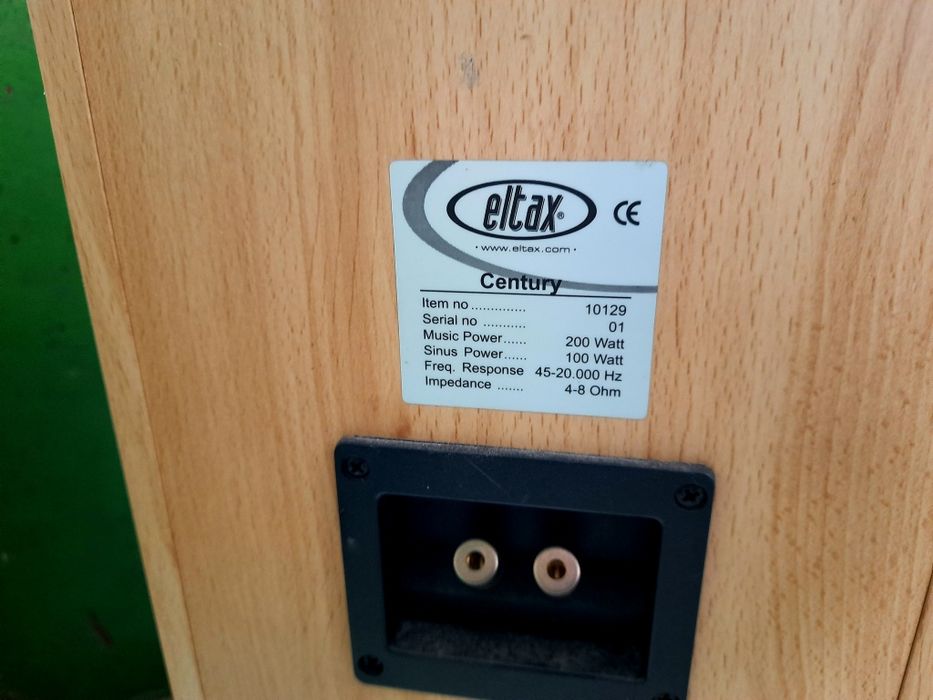 eltax®
CE
· www.eltax.com ·
Century
Item no .............. 10129
Serial no ........... 01
Music Power...... 200 Watt
Sinus Power...... 100 Watt
Freq. Response 45-20.000 Hz
Impedance ....... 4-8 Ohm